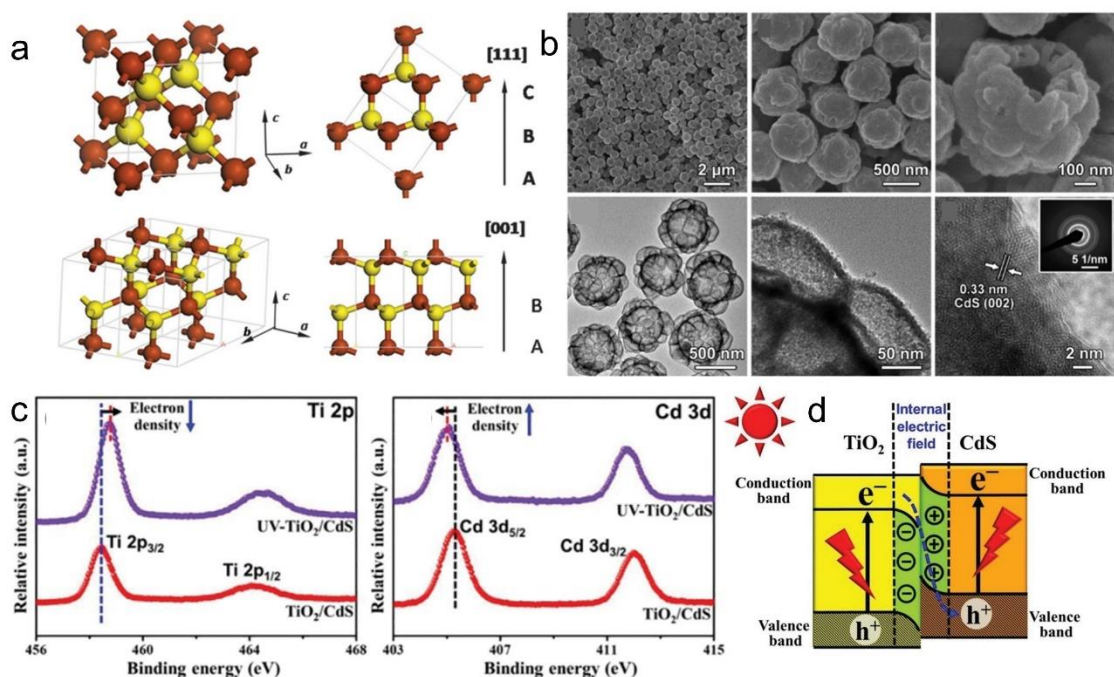 a
c
a
b
[111]
C
B
A
b
c
a
[001]
B
A
b
2 μm
500 nm
100 nm
500 nm
50 nm
0.33 nm
CdS (002)
5 1/nm
2 nm
c
Relative intensity (a.u.)
Electron
density
Ti 2p
UV-TiO₂/CdS
Ti 2p₃/₂
Ti 2p₁/₂
TiO₂/CdS
456
460
464
468
Binding energy (eV)
Relative intensity (a.u.)
Electron
density
Cd 3d
UV-TiO₂/CdS
Cd 3d₅/₂
Cd 3d₃/₂
TiO₂/CdS
403
407
411
415
Binding energy (eV)
d
Internal
electric
field
TiO₂
CdS
Conduction
band
e⁻
e⁻
Conduction
band
Valence
band
h⁺
h⁺
Valence
band